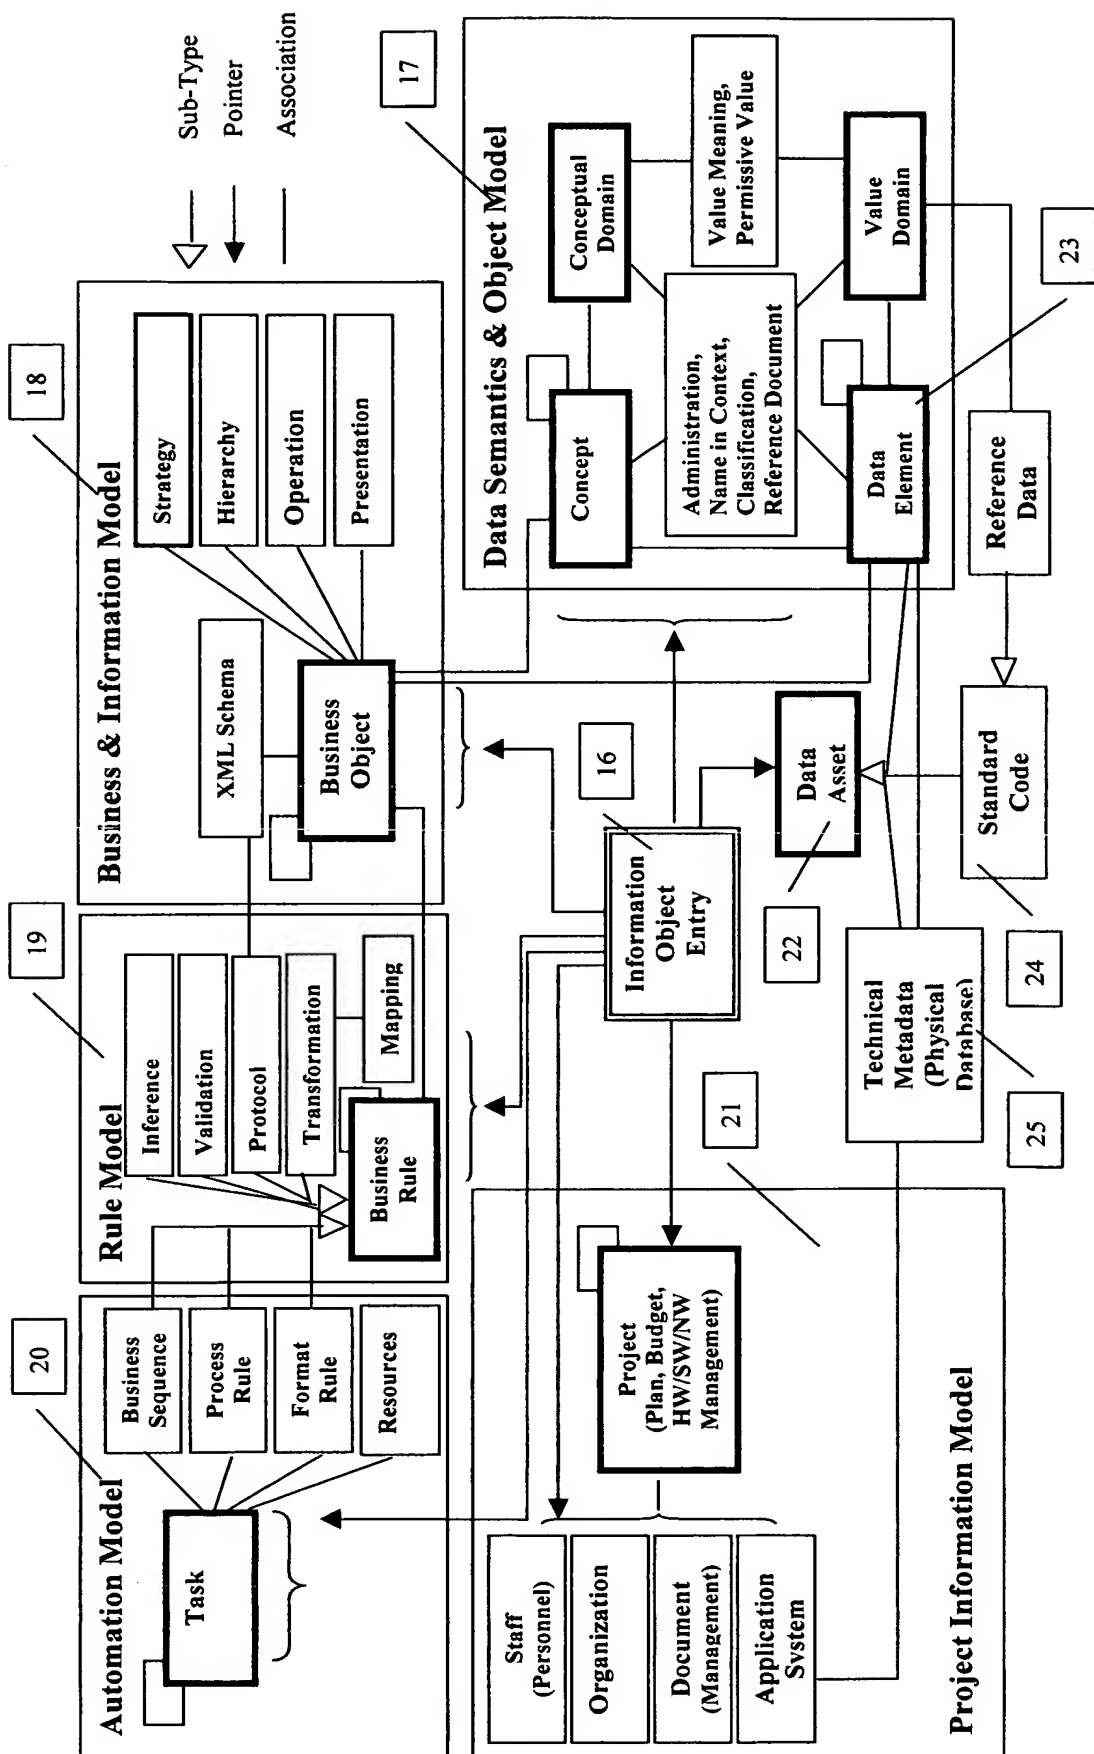 20
Automation Model
Task
Business
Sequence
Process
Rule
Format
Rule
Resources
19
Rule Model
Inference
Validation
Protocol
Transformation
Mapping
Business
Rule
18
Business & Information Model
XML Schema
Business
Object
Strategy
Hierarchy
Operation
Presentation
Sub-Type
Pointer
Association
17
Data Semantics & Object Model
Concept
Conceptual
Domain
Administration,
Name in Context,
Classification,
Reference Document
Value Meaning,
Permissive Value
Data
Element
Value
Domain
23
Reference
Data
16
Information
Object
Entry
Data
Asset
22
Standard
Code
24
Technical
Metadata
(Physical
Database)
25
21
Project
(Plan, Budget,
HW/SW/NW
Management)
Staff
(Personnel)
Organization
Document
(Management)
Application
System
Project Information Model